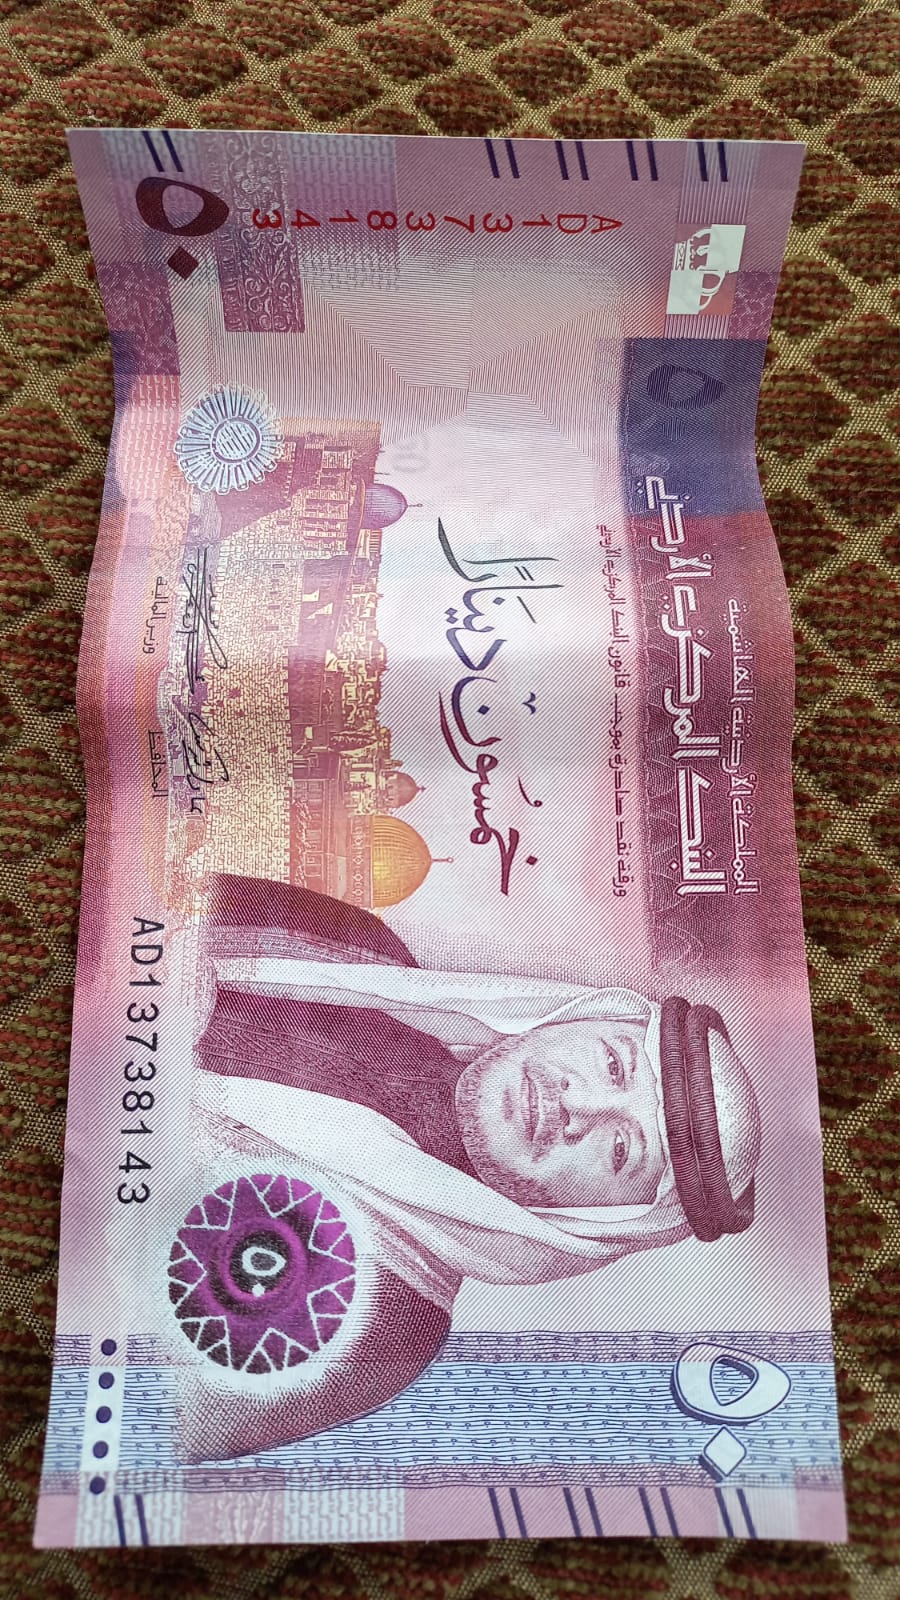 المملكة الأردنية الهاشمية
البنك المركزي الأردني
ورقة نقد صادرة بموجب قانون البنك المركزي الأردني
خمسون دينارًا
٥٠
٥٠
٥٠
٥٠
AD13738143
AD13738143
المحافظ
وزير المالية